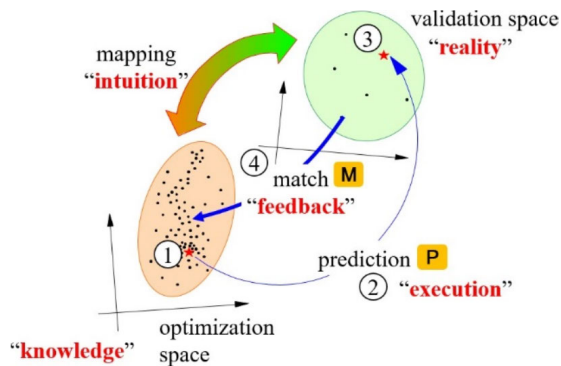 validation space
“reality”
③
mapping
“intuition”
④
match M
“feedback”
①
prediction P
② “execution”
optimization
space
“knowledge”